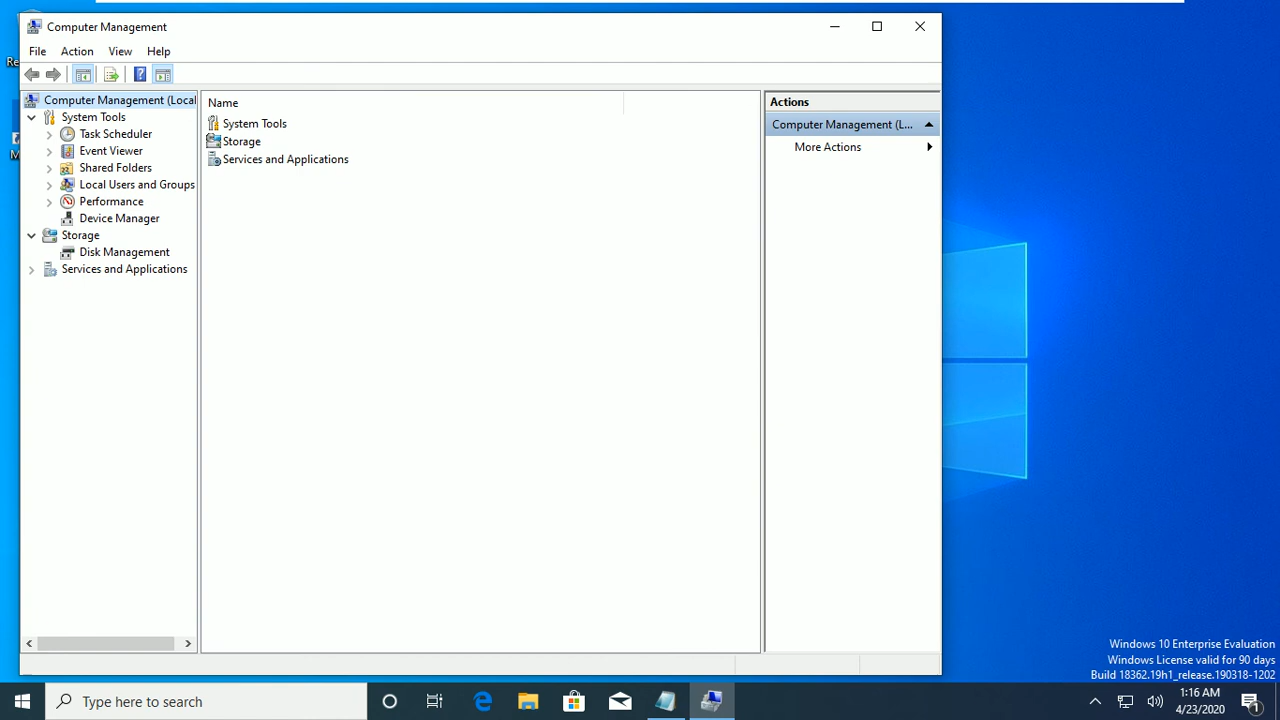 Computer Management
File Action View Help
Computer Management (Local
System Tools
Task Scheduler
Event Viewer
Shared Folders
Local Users and Groups
Performance
Device Manager
Storage
Disk Management
Services and Applications
Name
System Tools
Storage
Services and Applications
Actions
Computer Management (L...
More Actions
Re
M
Windows 10 Enterprise Evaluation
Windows License valid for 90 days
Build 18362.19h1_release.190318-1202
Type here to search
1:16 AM
4/23/2020
1